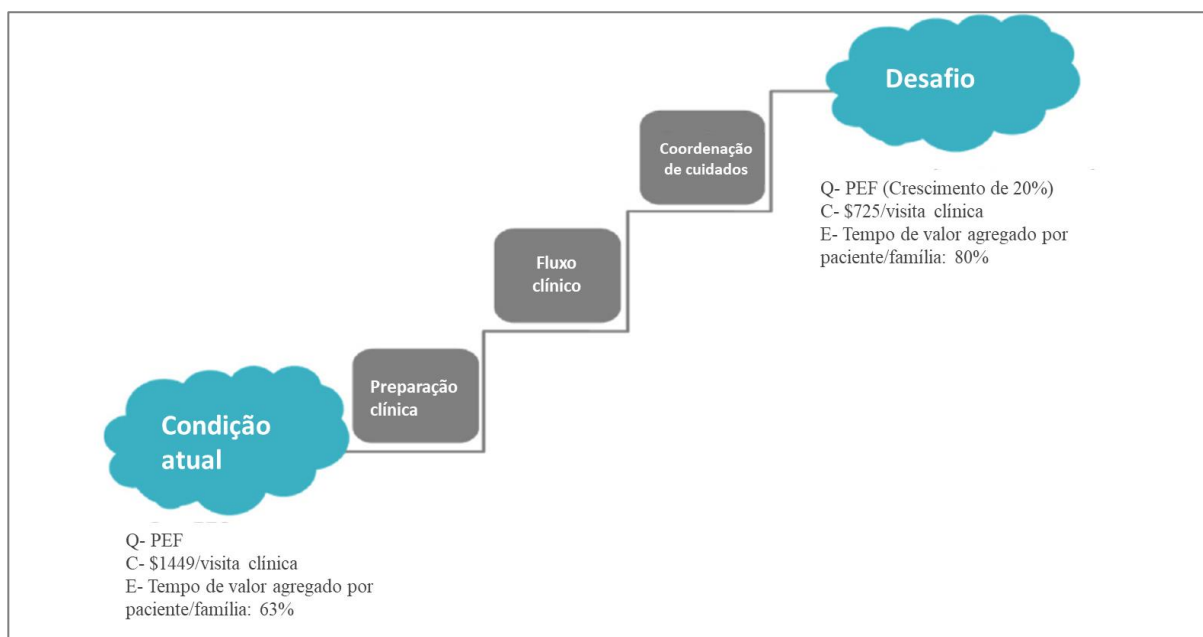 Desafio
Q- PEF (Crescimento de 20%)
C- $725/visita clínica
E- Tempo de valor agregado por
paciente/família: 80%
Coordenação
de cuidados
Fluxo
clínico
Preparação
clínica
Condição
atual
Q- PEF
C- $1449/visita clínica
E- Tempo de valor agregado por
paciente/família: 63%